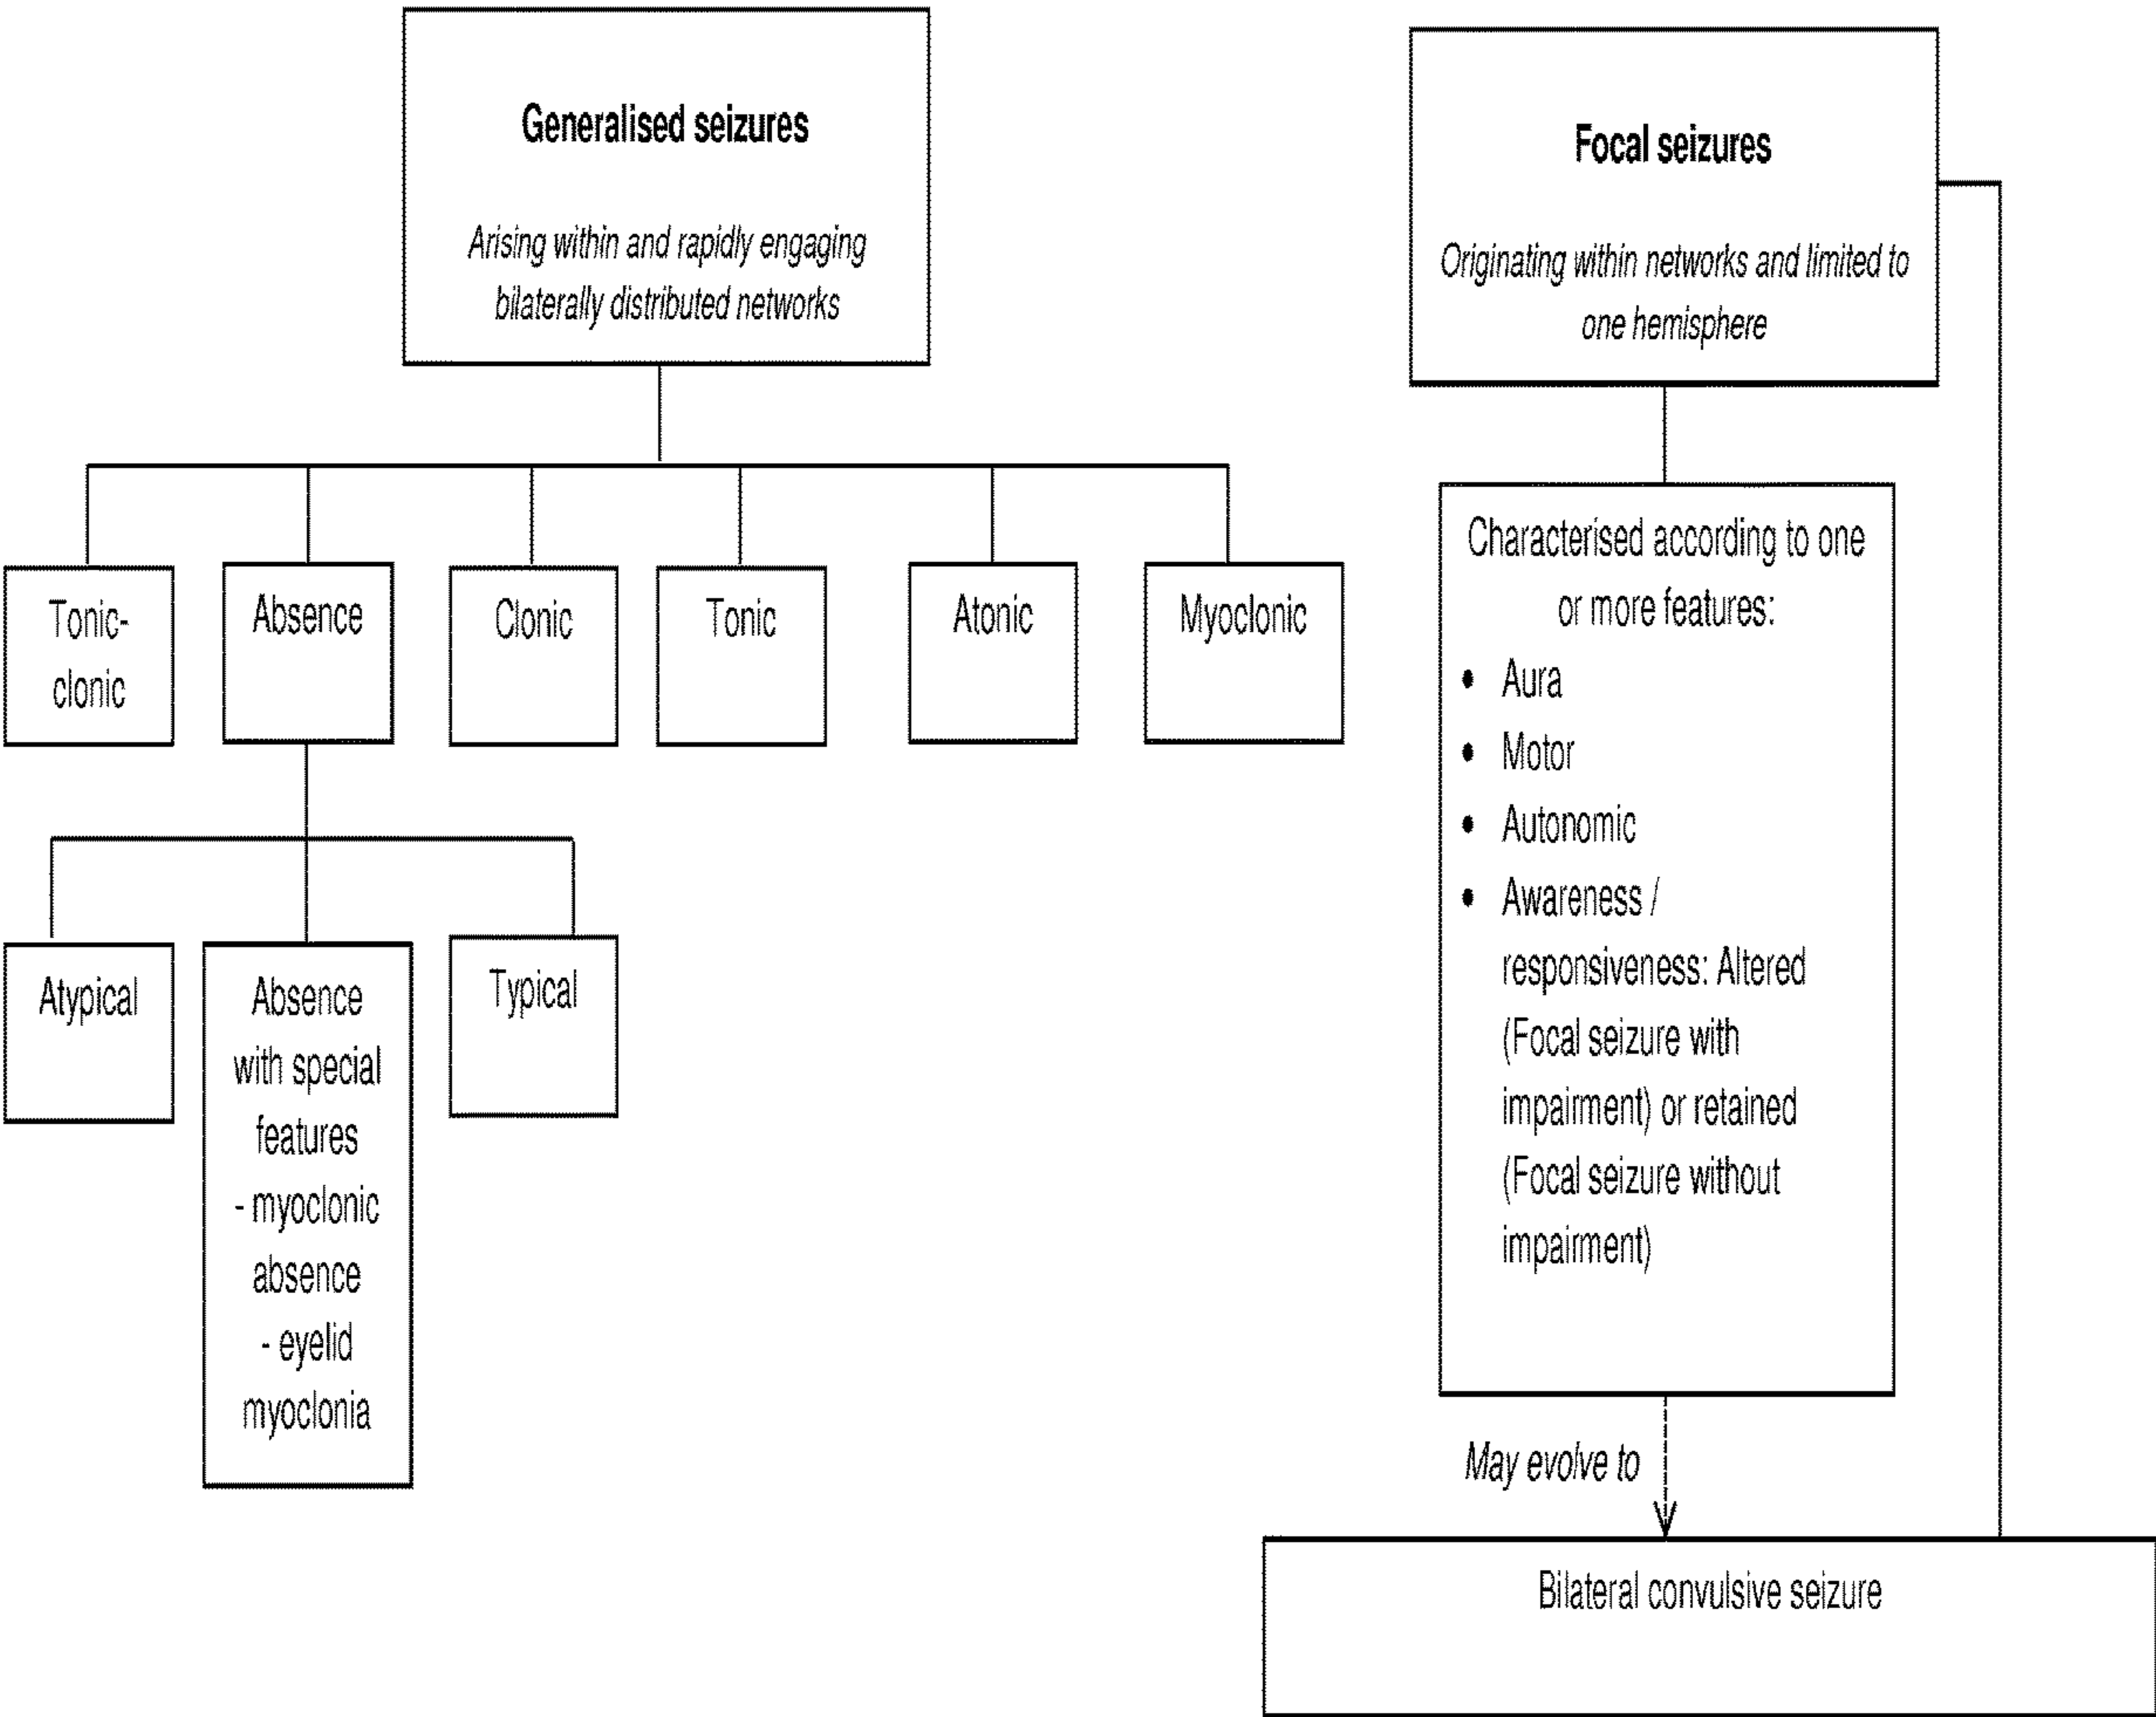 Generalised seizures
Arising within and rapidly engaging
bilaterally distributed networks
Tonic-
clonic
Absence
Clonic
Tonic
Atonic
Myoclonic
Atypical
Absence
with special
features
- myoclonic
absence
- eyelid
myoclonia
Typical
Focal seizures
Originating within networks and limited to
one hemisphere
Characterised according to one
or more features:
• Aura
• Motor
• Autonomic
• Awareness /
responsiveness: Altered
(Focal seizure with
impairment) or retained
(Focal seizure without
impairment)
May evolve to
Bilateral convulsive seizure